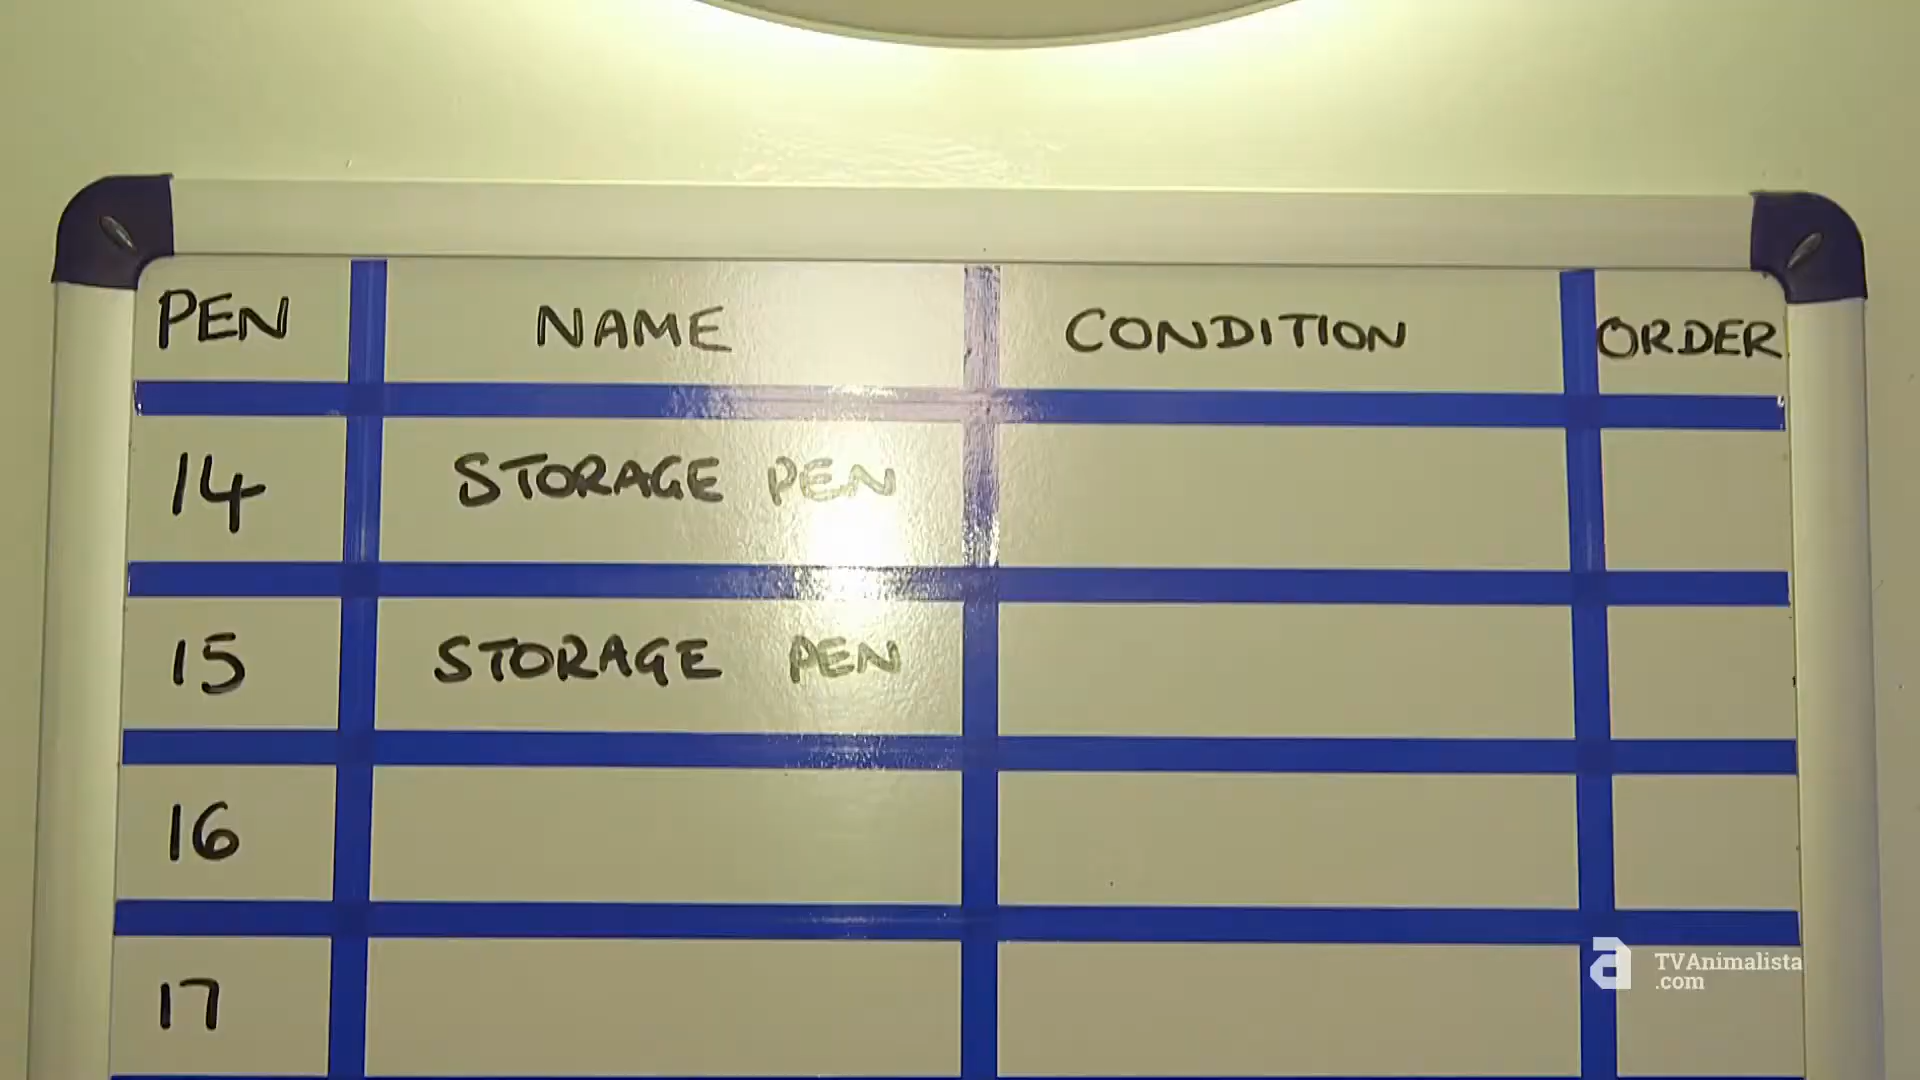 PEN NAME CONDITION ORDER
14 STORAGE PEN
15 STORAGE PEN
16
17
TVAnimalista
.com